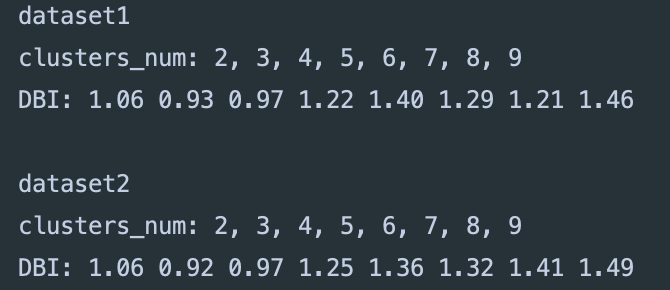 dataset1
clusters_num: 2, 3, 4, 5, 6, 7, 8, 9
DBI: 1.06 0.93 0.97 1.22 1.40 1.29 1.21 1.46
dataset2
clusters_num: 2, 3, 4, 5, 6, 7, 8, 9
DBI: 1.06 0.92 0.97 1.25 1.36 1.32 1.41 1.49